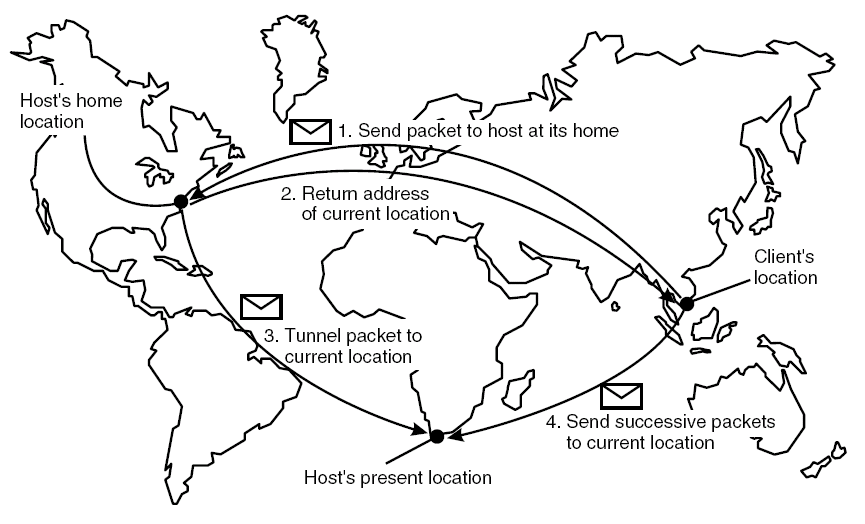 Host's home
location
1. Send packet to host at its home
2. Return address
of current location
Client's
location
3. Tunnel packet to
current location
4. Send successive packets
to current location
Host's present location